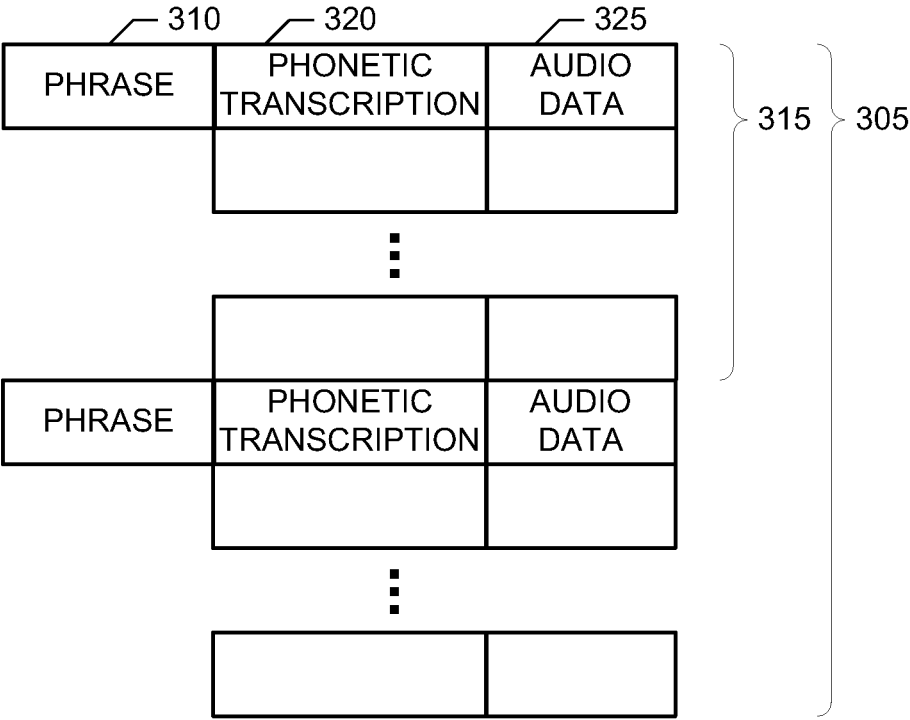 310 320 325
PHRASE PHONETIC TRANSCRIPTION AUDIO DATA
315 305
PHRASE PHONETIC TRANSCRIPTION AUDIO DATA